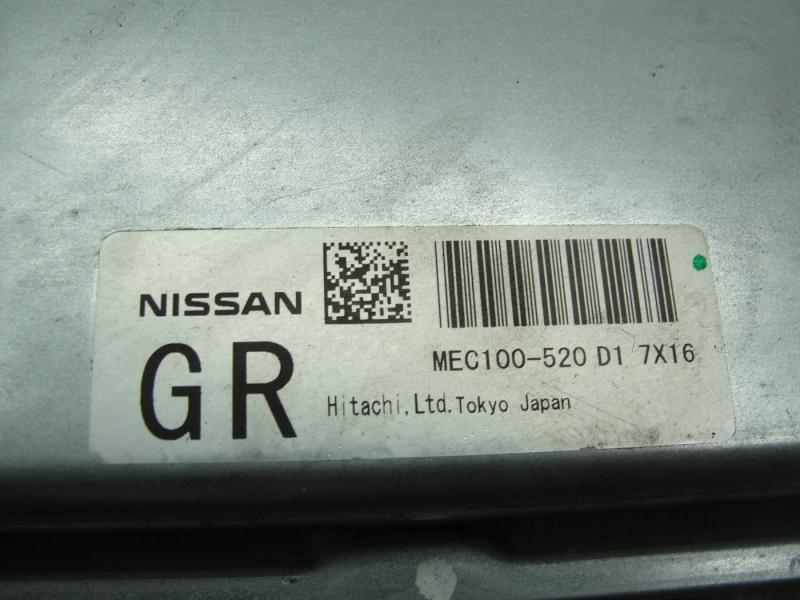 NISSAN
GR
MEC100-520 D1 7X16
Hitachi,Ltd.Tokyo Japan